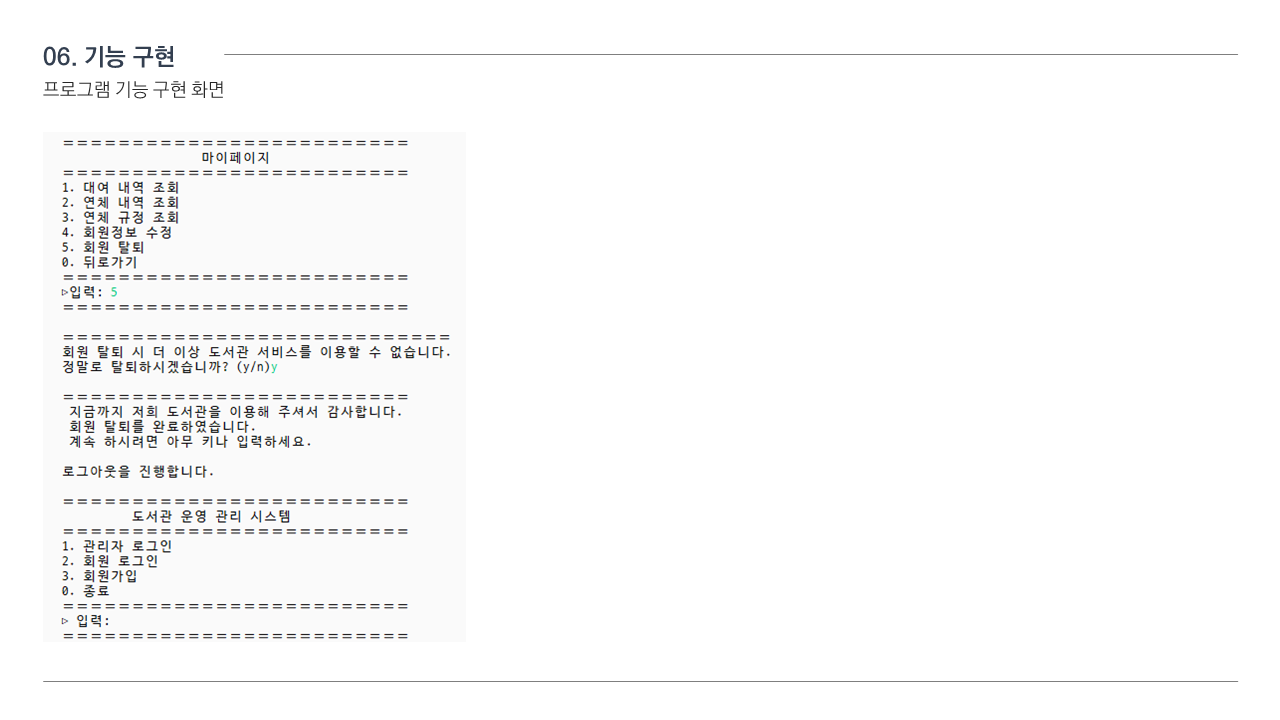 06. 기능 구현
프로그램 기능 구현 화면
=========================
마이페이지
=========================
1. 대여 내역 조회
2. 연체 내역 조회
3. 연체 규정 조회
4. 회원정보 수정
5. 회원 탈퇴
0. 뒤로가기
=========================
▷입력: 5
=========================
============================
회원 탈퇴 시 더 이상 도서관 서비스를 이용할 수 없습니다.
정말로 탈퇴하시겠습니까? (y/n)y
=========================
지금까지 저희 도서관을 이용해 주셔서 감사합니다.
회원 탈퇴를 완료하였습니다.
계속 하시려면 아무 키나 입력하세요.
로그아웃을 진행합니다.
=========================
도서관 운영 관리 시스템
=========================
1. 관리자 로그인
2. 회원 로그인
3. 회원가입
0. 종료
=========================
▷ 입력:
=========================